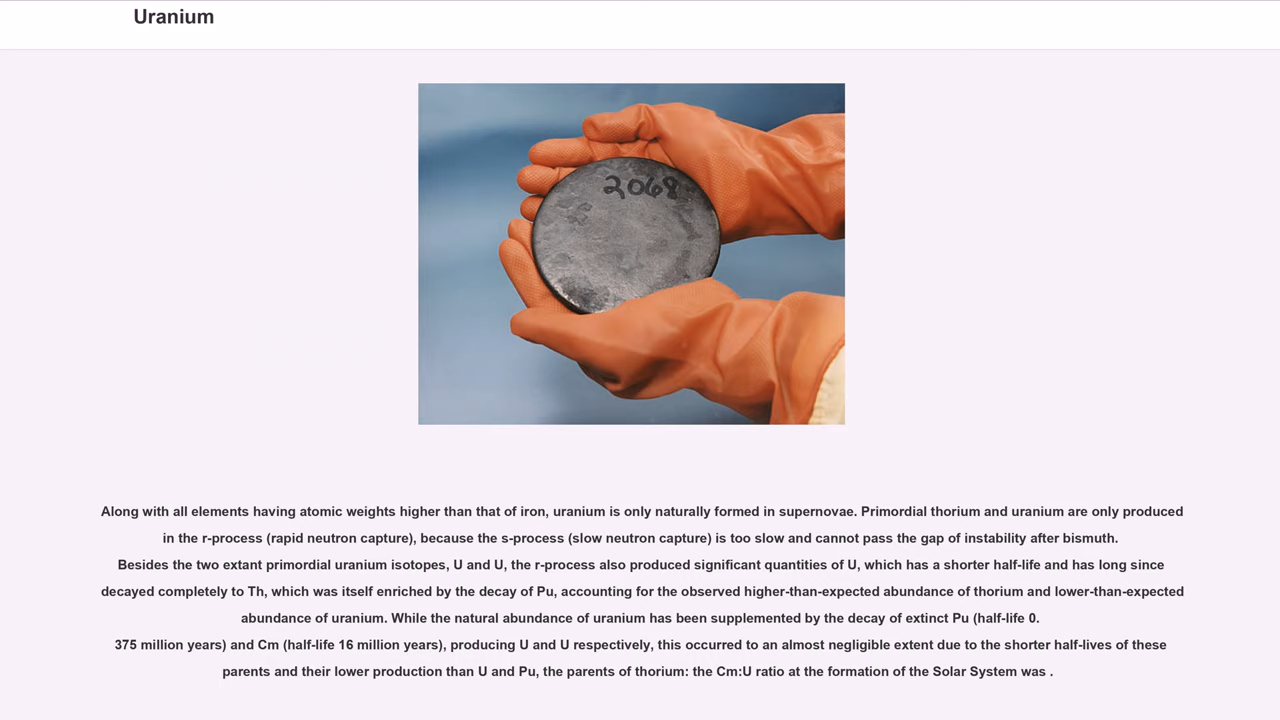 Uranium
2068
Along with all elements having atomic weights higher than that of iron, uranium is only naturally formed in supernovae. Primordial thorium and uranium are only produced
in the r-process (rapid neutron capture), because the s-process (slow neutron capture) is too slow and cannot pass the gap of instability after bismuth.
Besides the two extant primordial uranium isotopes, U and U, the r-process also produced significant quantities of U, which has a shorter half-life and has long since
decayed completely to Th, which was itself enriched by the decay of Pu, accounting for the observed higher-than-expected abundance of thorium and lower-than-expected
abundance of uranium. While the natural abundance of uranium has been supplemented by the decay of extinct Pu (half-life 0.
375 million years) and Cm (half-life 16 million years), producing U and U respectively, this occurred to an almost negligible extent due to the shorter half-lives of these
parents and their lower production than U and Pu, the parents of thorium: the Cm:U ratio at the formation of the Solar System was .